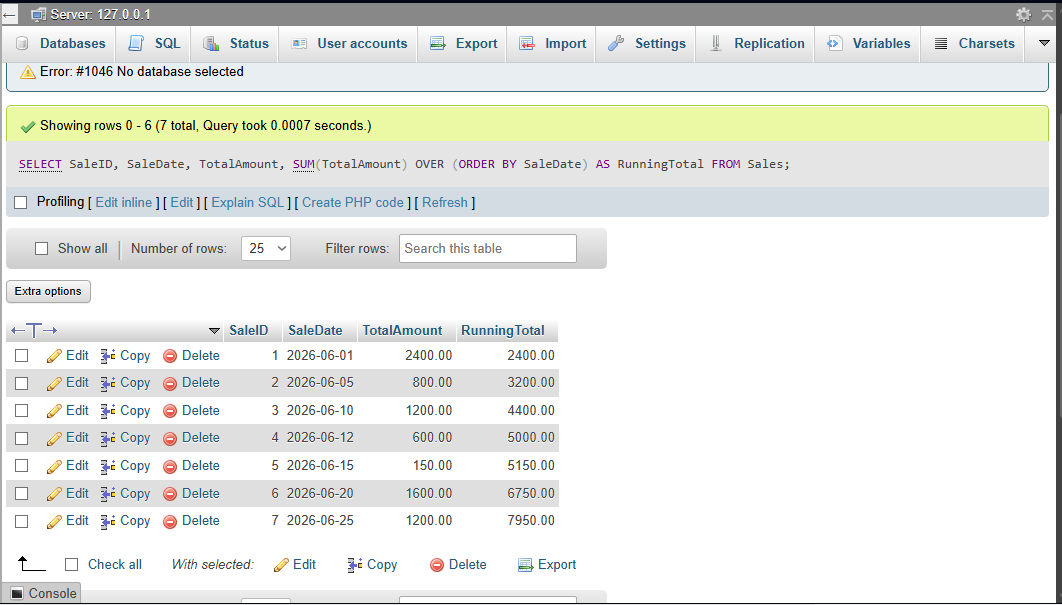 Server: 127.0.0.1
Databases SQL Status User accounts Export Import Settings Replication Variables Charsets
Error: #1046 No database selected
Showing rows 0 - 6 (7 total, Query took 0.0007 seconds.)
SELECT SaleID, SaleDate, TotalAmount, SUM(TotalAmount) OVER (ORDER BY SaleDate) AS RunningTotal FROM Sales;
Profiling [ Edit inline ] [ Edit ] [ Explain SQL ] [ Create PHP code ] [ Refresh ]
Show all Number of rows: 25 Filter rows: Search this table
Extra options
←T→ SaleID SaleDate TotalAmount RunningTotal
Edit Copy Delete 1 2026-06-01 2400.00 2400.00
Edit Copy Delete 2 2026-06-05 800.00 3200.00
Edit Copy Delete 3 2026-06-10 1200.00 4400.00
Edit Copy Delete 4 2026-06-12 600.00 5000.00
Edit Copy Delete 5 2026-06-15 150.00 5150.00
Edit Copy Delete 6 2026-06-20 1600.00 6750.00
Edit Copy Delete 7 2026-06-25 1200.00 7950.00
Check all With selected: Edit Copy Delete Export
Console